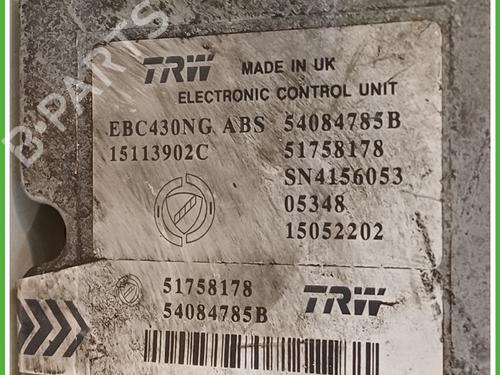 TRW MADE IN UK
ELECTRONIC CONTROL UNIT
EBC430NG ABS 54084785B
15113902C 51758178
SN4156053
05348
15052202
51758178
54084785B TRW
B-PARTS